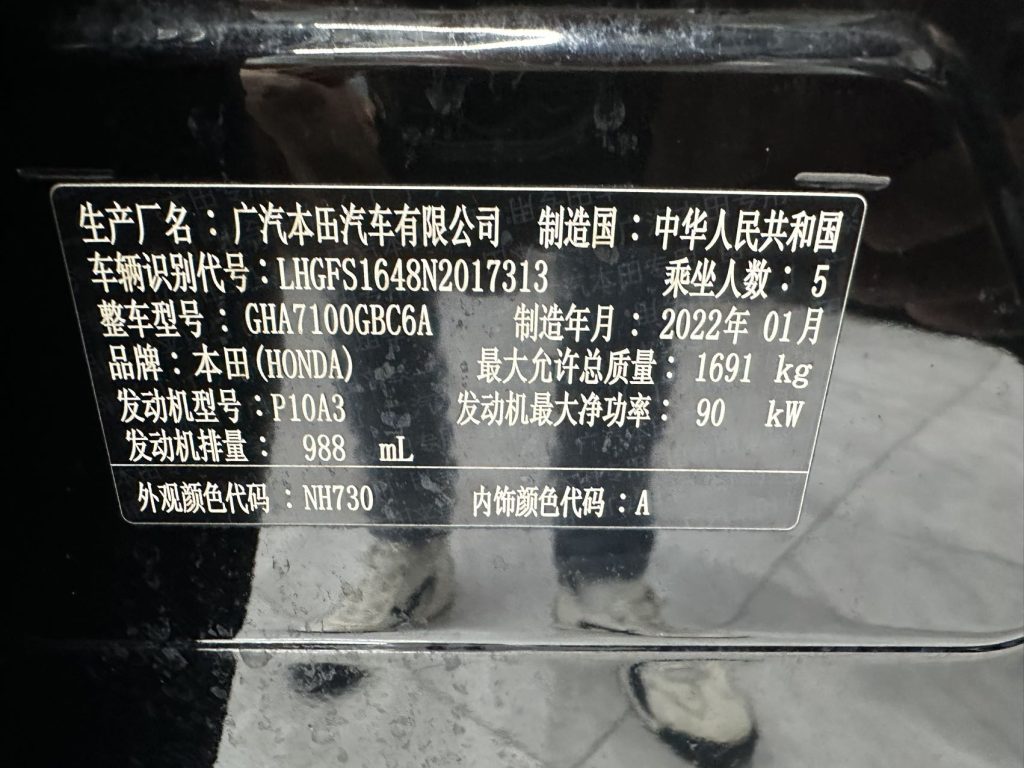 生产厂名：广汽本田汽车有限公司 制造国：中华人民共和国
车辆识别代号：LHGFS1648N2017313 乘坐人数：5
整车型号：GHA7100GBC6A 制造年月：2022年 01月
品牌：本田(HONDA) 最大允许总质量：1691 kg
发动机型号：P10A3 发动机最大净功率：90 kW
发动机排量：988 mL
外观颜色代码：NH730 内饰颜色代码：A